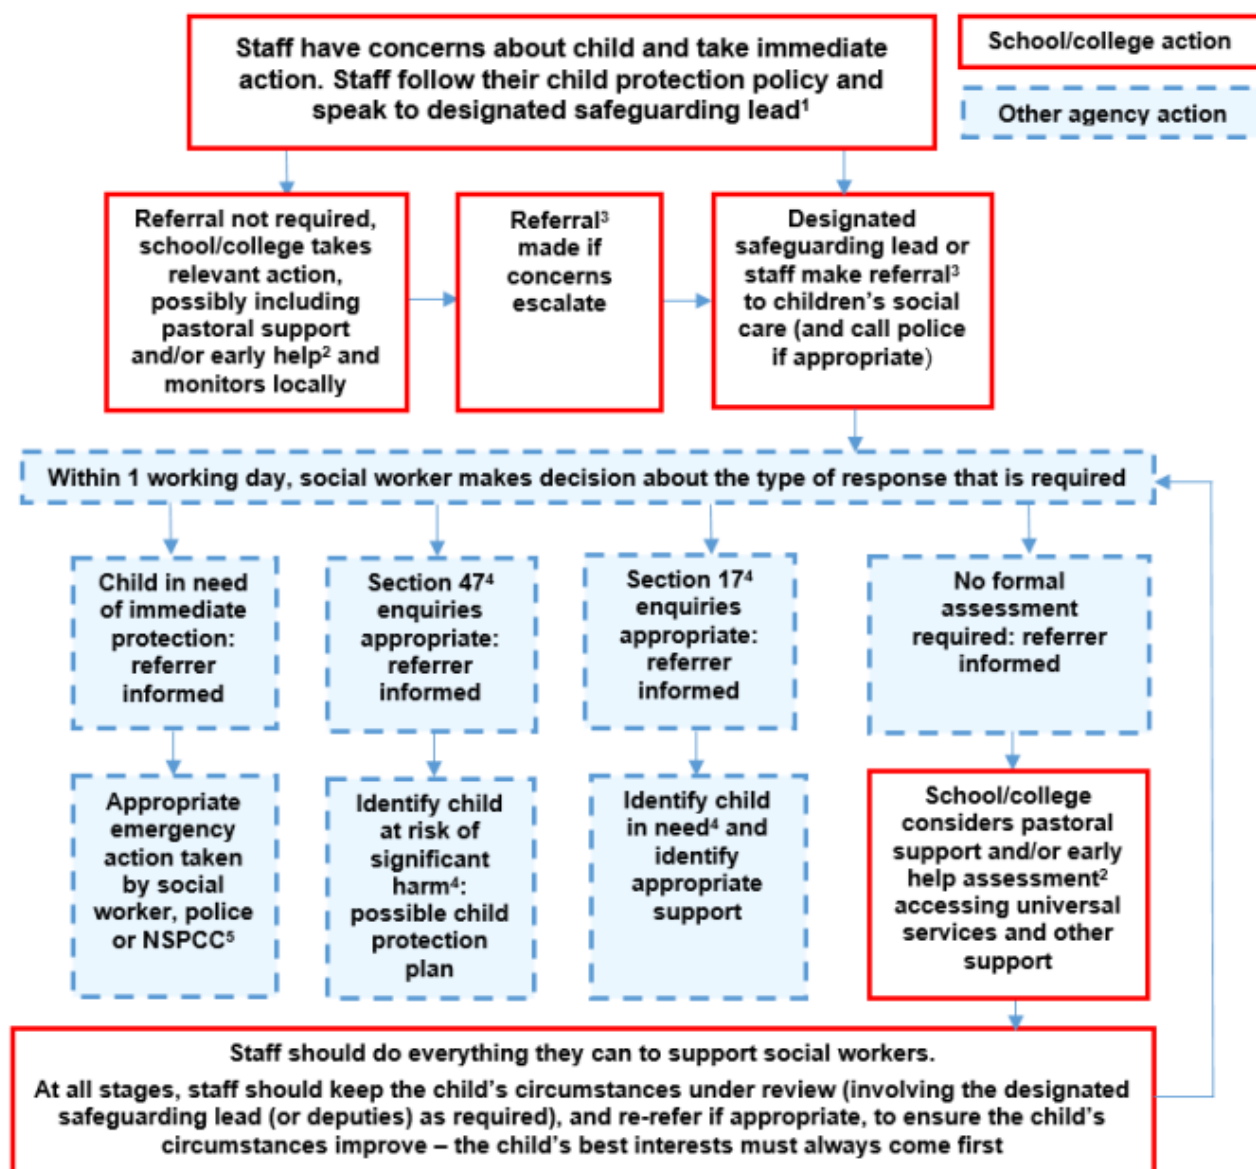 Staff have concerns about child and take immediate
action. Staff follow their child protection policy and
speak to designated safeguarding lead¹
School/college action
Other agency action
Referral not required,
school/college takes
relevant action,
possibly including
pastoral support
and/or early help² and
monitors locally
Referral³
made if
concerns
escalate
Designated
safeguarding lead or
staff make referral³
to children's social
care (and call police
if appropriate)
Within 1 working day, social worker makes decision about the type of response that is required
Child in need
of immediate
protection:
referrer
informed
Section 47⁴
enquiries
appropriate:
referrer
informed
Section 17⁴
enquiries
appropriate:
referrer
informed
No formal
assessment
required: referrer
informed
Appropriate
emergency
action taken
by social
worker, police
or NSPCC⁵
Identify child
at risk of
significant
harm⁴:
possible child
protection
plan
Identify child
in need⁴ and
identify
appropriate
support
School/college
considers pastoral
support and/or early
help assessment²
accessing universal
services and other
support
Staff should do everything they can to support social workers.
At all stages, staff should keep the child's circumstances under review (involving the designated
safeguarding lead (or deputies) as required), and re-refer if appropriate, to ensure the child's
circumstances improve – the child's best interests must always come first